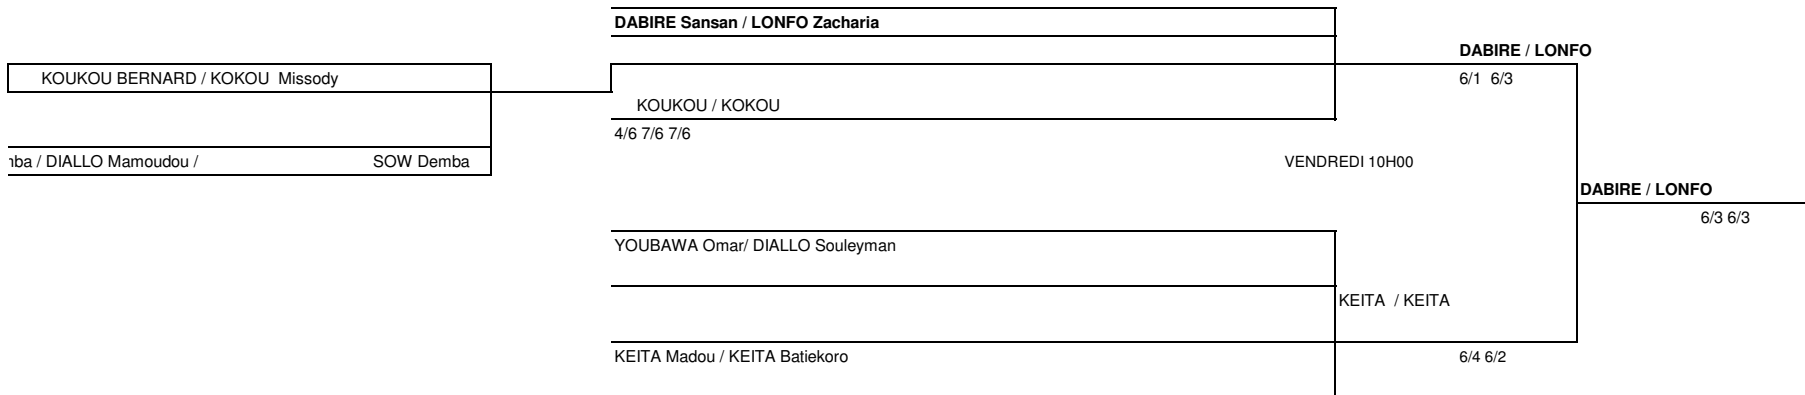 DABIRE Sansan / LONFO Zacharia
DABIRE / LONFO
KOUKOU BERNARD / KOKOU Missody
6/1 6/3
KOUKOU / KOKOU
4/6 7/6 7/6
/ DIALLO Mamoudou / SOW Demba
VENDREDI 10H00
DABIRE / LONFO
6/3 6/3
YOUBAWA Omar/ DIALLO Souleyman
KEITA / KEITA
KEITA Madou / KEITA Batiekoro
6/4 6/2